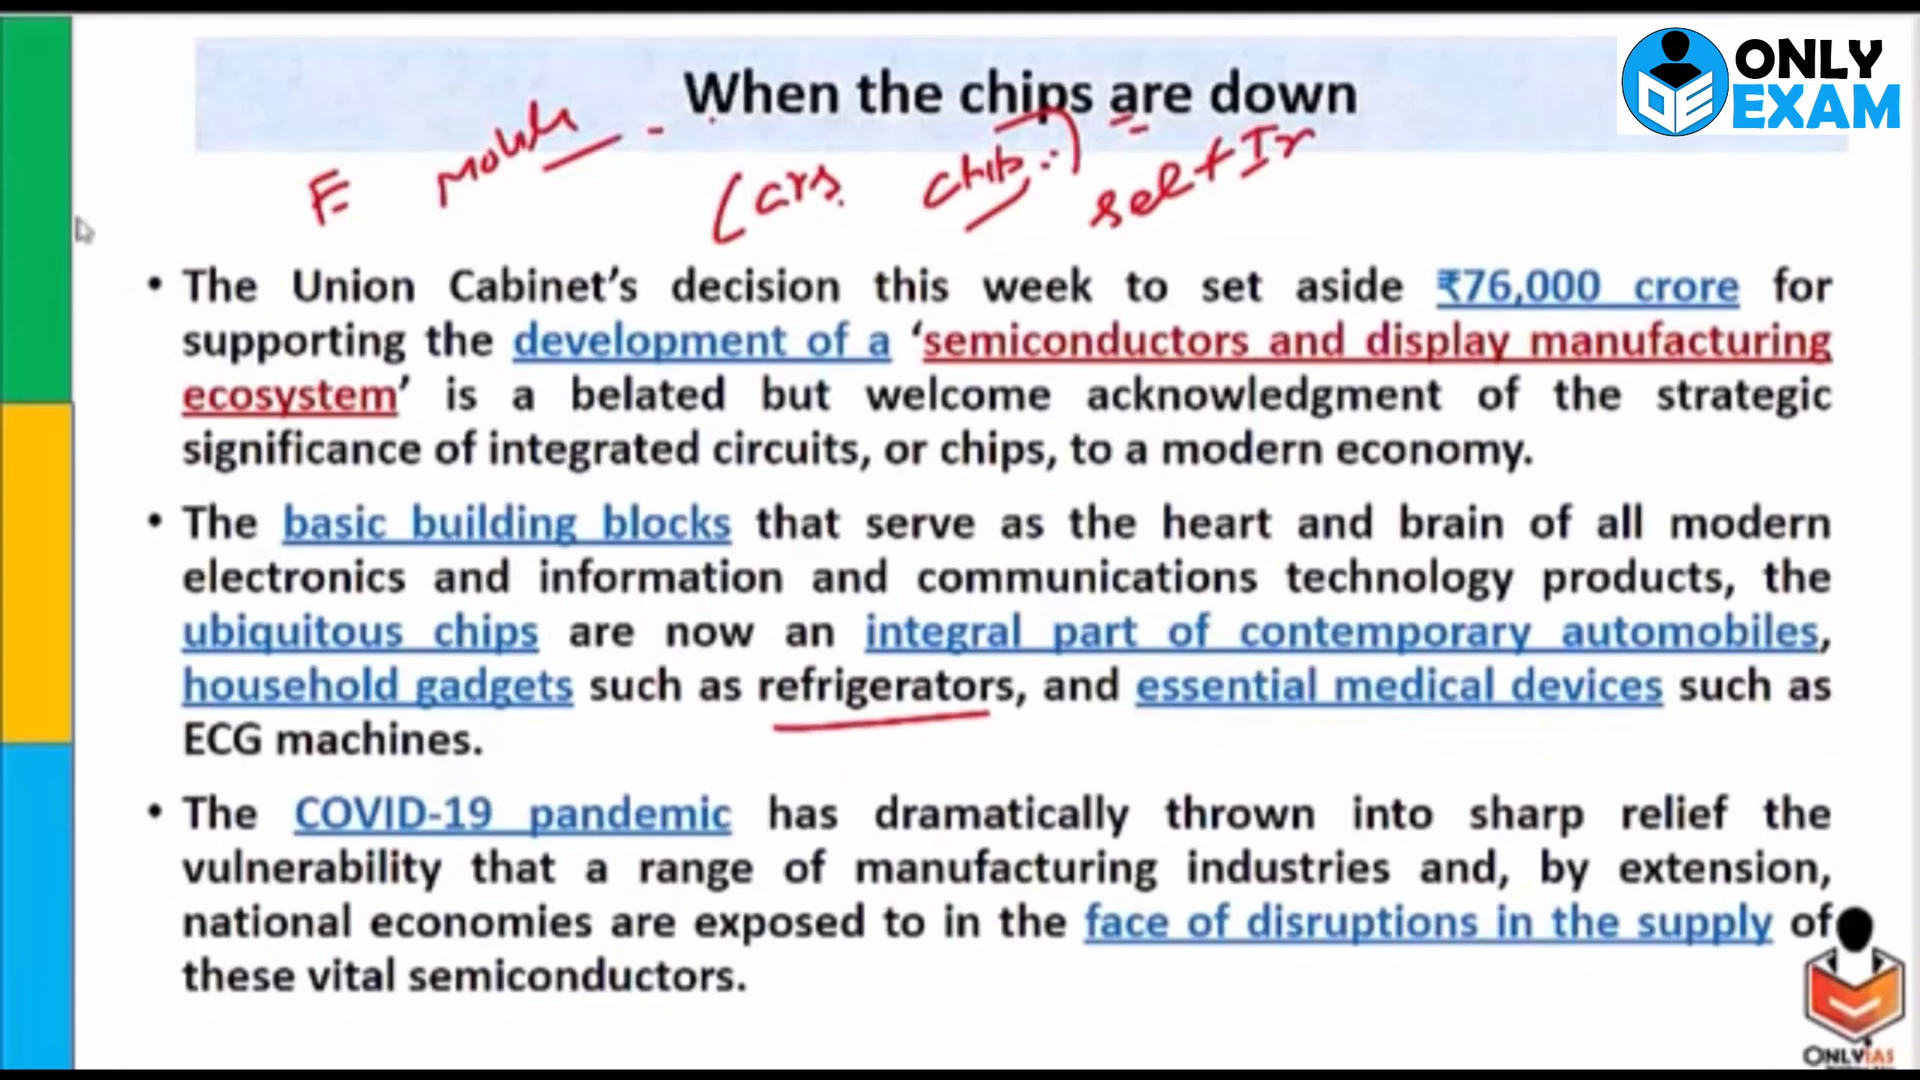 When the chips are down
ONLY
EXAM
E
(cars. chip..)
• The Union Cabinet's decision this week to set aside ₹76,000 crore for
supporting the development of a 'semiconductors and display manufacturing
ecosystem' is a belated but welcome acknowledgment of the strategic
significance of integrated circuits, or chips, to a modern economy.
• The basic building blocks that serve as the heart and brain of all modern
electronics and information and communications technology products, the
ubiquitous chips are now an integral part of contemporary automobiles,
household gadgets such as refrigerators, and essential medical devices such as
ECG machines.
• The COVID-19 pandemic has dramatically thrown into sharp relief the
vulnerability that a range of manufacturing industries and, by extension,
national economies are exposed to in the face of disruptions in the supply of
these vital semiconductors.
ONLYIAS